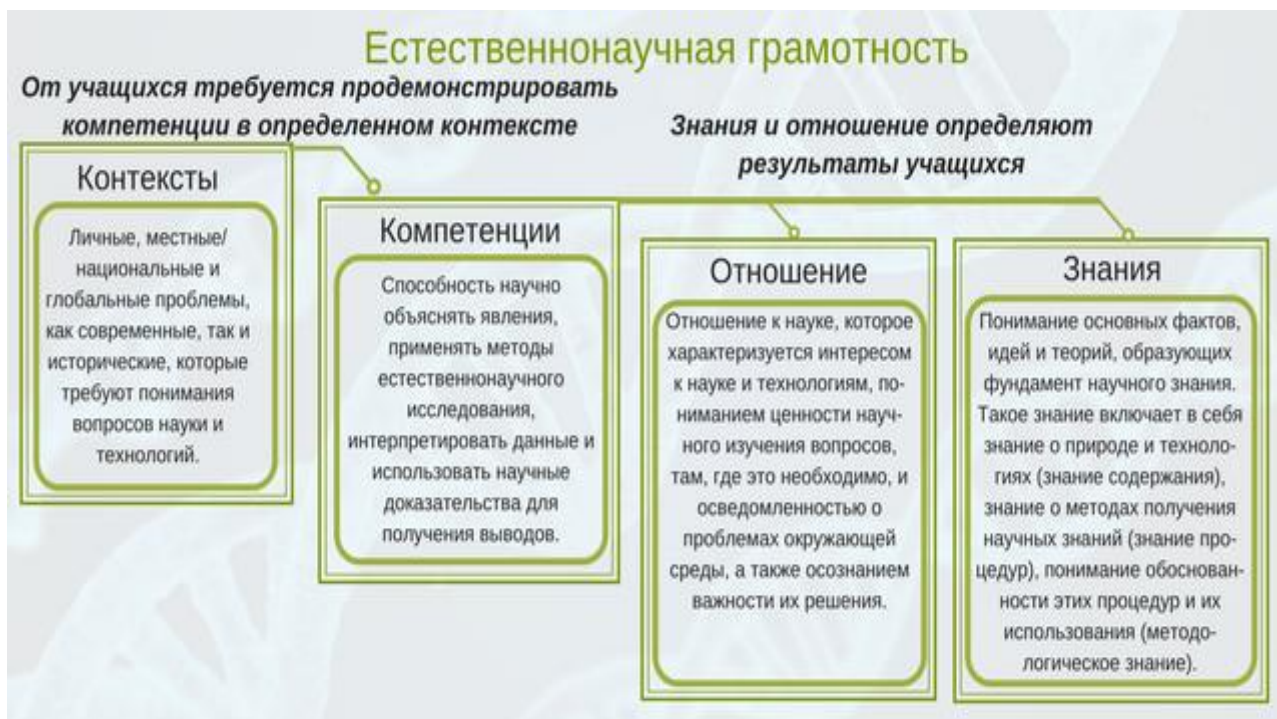 Естественнонаучная грамотность
От учащихся требуется продемонстрировать
компетенции в определенном контексте
Знания и отношение определяют
результаты учащихся
Контексты
Личные, местные/
национальные и
глобальные проблемы,
как современные, так и
исторические, которые
требуют понимания
вопросов науки и
технологий.
Компетенции
Способность научно
объяснять явления,
применять методы
естественнонаучного
исследования,
интерпретировать данные и
использовать научные
доказательства для
получения выводов.
Отношение
Отношение к науке, которое
характеризуется интересом
к науке и технологиям, по-
ниманием ценности науч-
ного изучения вопросов,
там, где это необходимо, и
осведомленностью о
проблемах окружающей
среды, а также осознанием
важности их решения.
Знания
Понимание основных фактов,
идей и теорий, образующих
фундамент научного знания.
Такое знание включает в себя
знание о природе и техноло-
гиях (знание содержания),
знание о методах получения
научных знаний (знание про-
цедур), понимание обоснован-
ности этих процедур и их
использования (методо-
логическое знание).